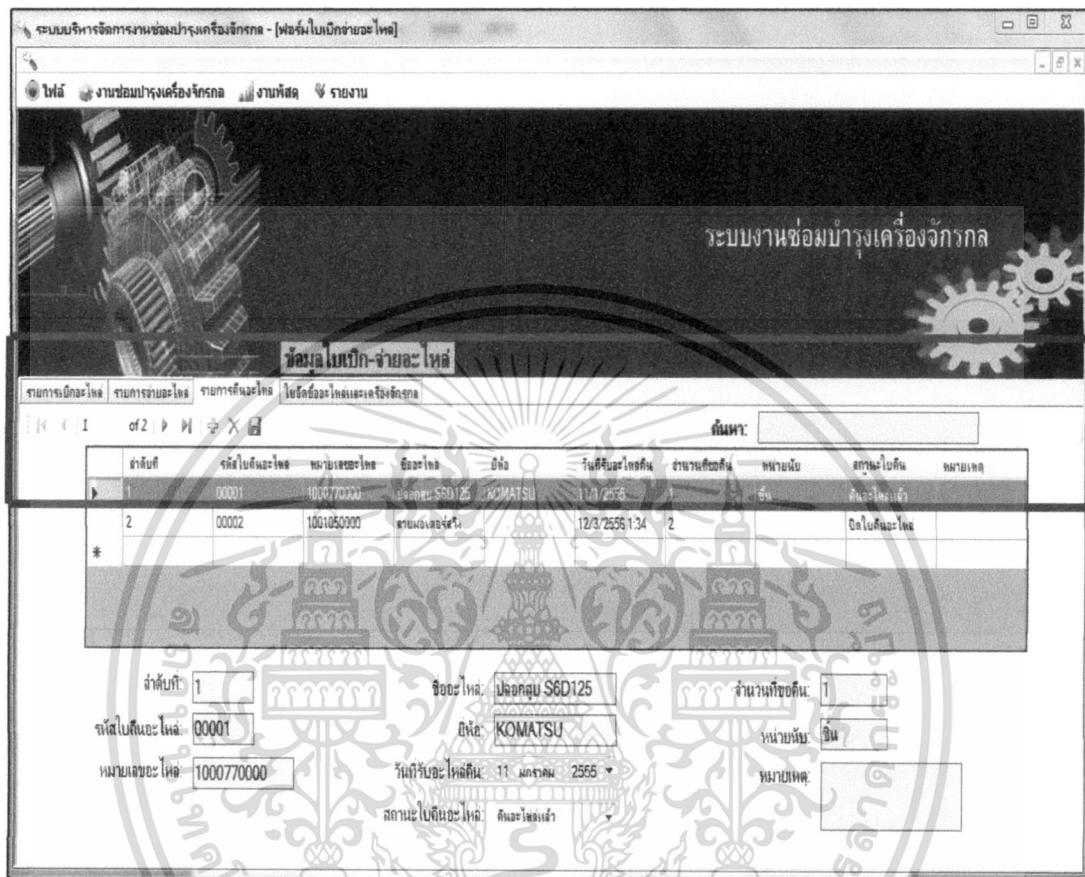 ระบบบริหารจัดการงานซ่อมบำรุงเครื่องจักรกล - [ฟอร์มใบเบิกจ่ายอะไหล่]
ไฟล์ งานซ่อมบำรุงเครื่องจักรกล งานพัสดุ รายงาน
ระบบงานซ่อมบำรุงเครื่องจักรกล
ข้อมูลใบเบิก-จ่ายอะไหล่
รายการเบิกอะไหล่ รายการจ่ายอะไหล่ รายการคืนอะไหล่ ใบจัดซื้ออะไหล่และเครื่องจักรกล
1 of 2 ค้นหา:
ลำดับที่ รหัสใบคืนอะไหล่ หมายเลขอะไหล่ ชื่ออะไหล่ ยี่ห้อ วันที่รับอะไหล่คืน จำนวนที่ขอคืน หน่วยนับ สถานะใบคืน หมายเหตุ
1 00001 1000770000 ปลอกสูบ S6D125 KOMATSU 11/1/2555 1 ชิ้น คืนอะไหล่แล้ว
2 00002 1001050000 สายมอเตอร์สวิง 12/3/2556 1:34 2 ปิดใบคืนอะไหล่
ลำดับที่: 1 ชื่ออะไหล่: ปลอกสูบ S6D125 จำนวนที่ขอคืน: 1
รหัสใบคืนอะไหล่: 00001 ยี่ห้อ: KOMATSU หน่วยนับ: ชิ้น
หมายเลขอะไหล่: 1000770000 วันที่รับอะไหล่คืน: 11 มกราคม 2555 หมายเหตุ:
สถานะใบคืนอะไหล่: คืนอะไหล่แล้ว